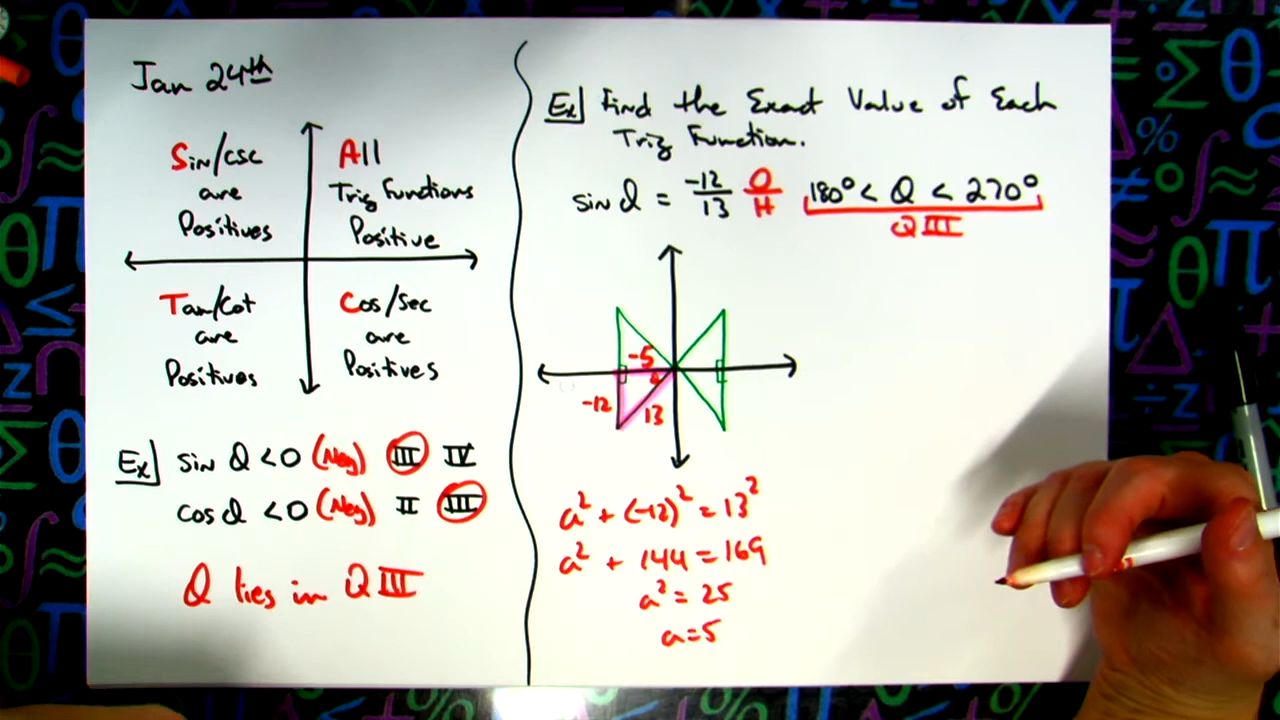 Jan 24th
Sin/csc
are
Positives
All
Trig Functions
Positive
Tan/Cot
are
Positives
Cos/Sec
are
Positives
Ex] sin θ < 0 (Neg) III IV
cos θ < 0 (Neg) II III
θ lies in Q III
Ex] Find the Exact Value of Each
Trig Function.
sin θ = -12/13 O/H 180° < θ < 270°
Q III
-5
-12
13
a² + (-12)² = 13²
a² + 144 = 169
a² = 25
a = 5